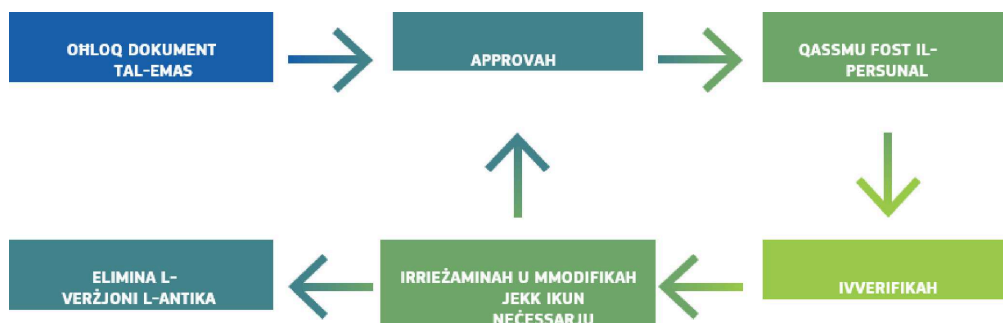 OĦLOQ DOKUMENT
TAL-EMAS
APPROVAH
QASSMU FOST IL-
PERSUNAL
ELIMINA L-
VERŻJONI L-ANTIKA
IRRIEŻAMINAH U MMODIFIKAH
JEKK IKUN
NEĊESSARJU
IVVERIFIKAH